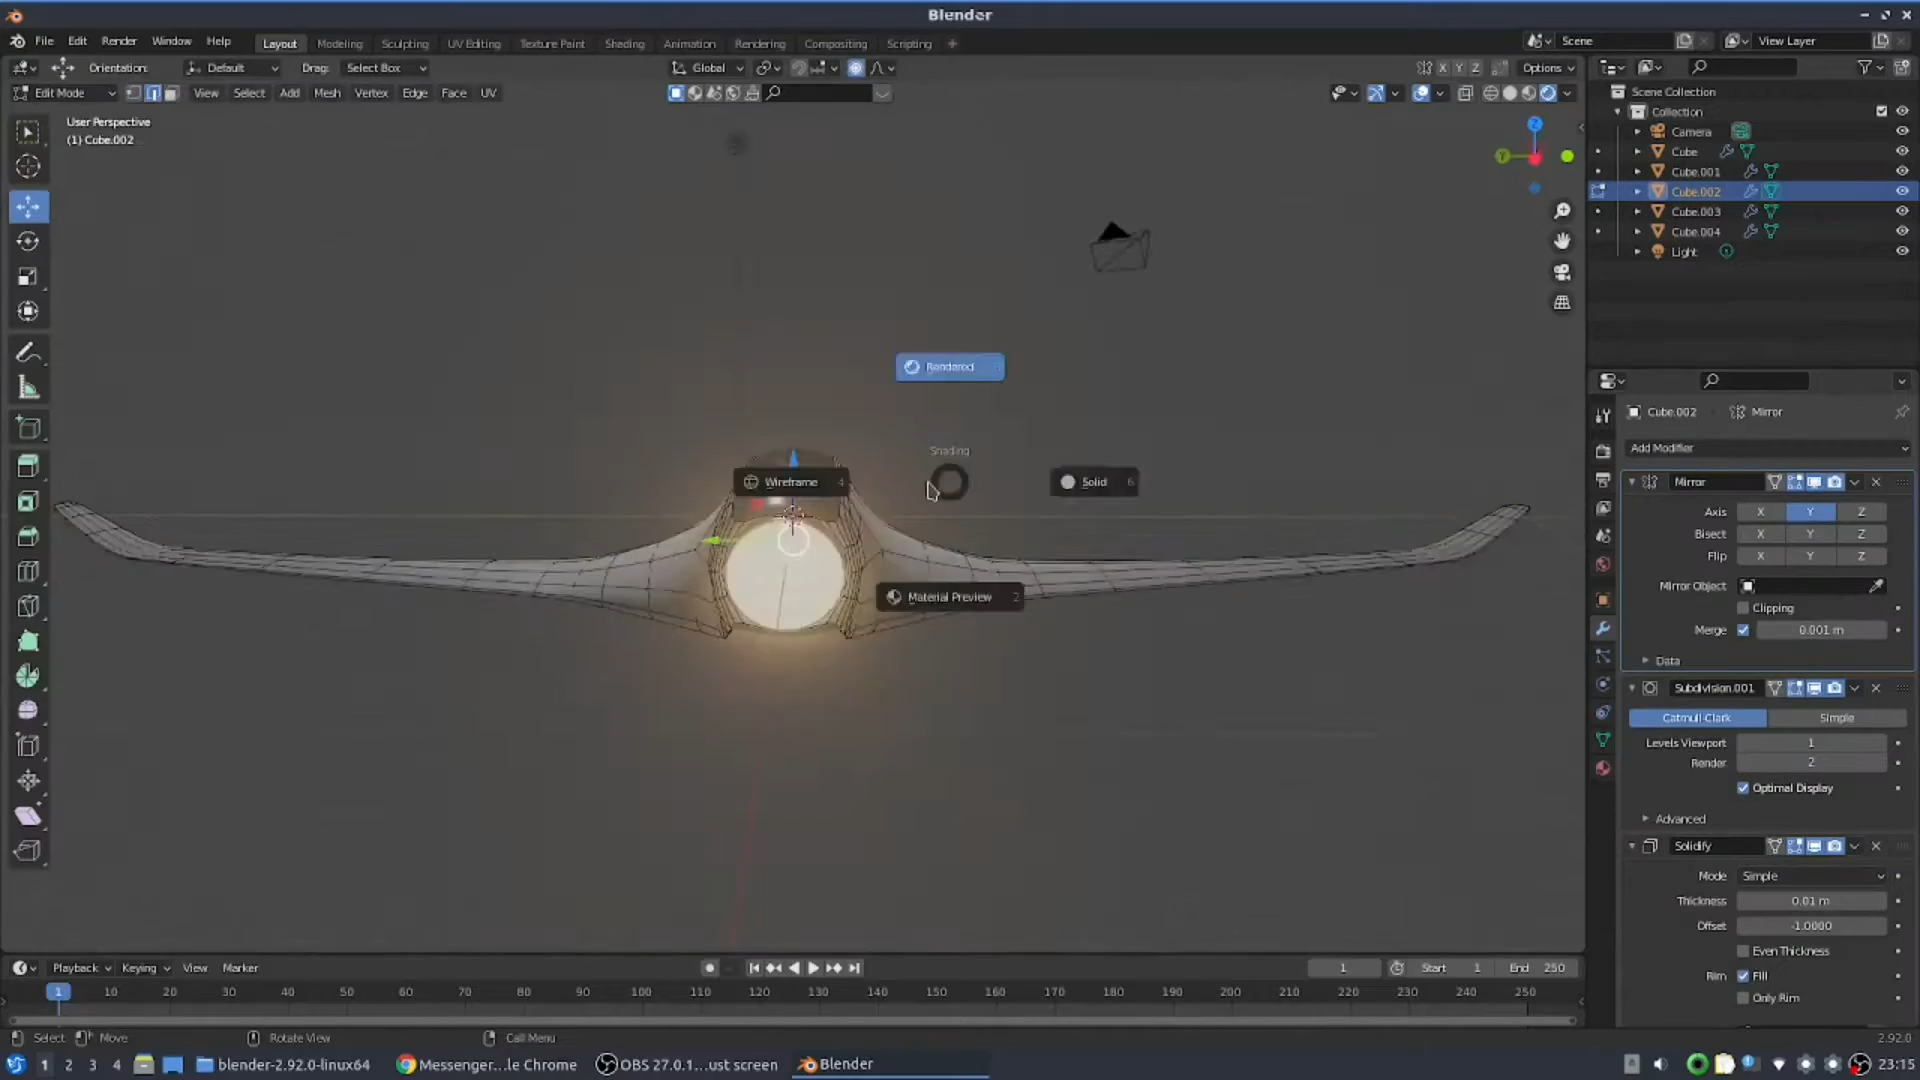 Blender
File Edit Render Window Help
Layout Modeling Sculpting UV Editing Texture Paint Shading Animation Rendering Compositing Scripting +
Scene View Layer
Orientation: Default Drag: Select Box
Global
X Y Z Options
Edit Mode View Select Add Mesh Vertex Edge Face UV
User Perspective
(1) Cube.002
Z
Y
Scene Collection
Collection
Camera
Cube
Cube.001
Cube.002
Cube.003
Cube.004
Light
Rendered
Shading
Wireframe 4
Solid 6
Material Preview 2
Cube.002 Mirror
Add Modifier
Mirror
Axis X Y Z
Bisect X Y Z
Flip X Y Z
Mirror Object
Clipping
Merge 0.001 m
Data
Subdivision.001
Catmull-Clark Simple
Levels Viewport 1
Render 2
Optimal Display
Advanced
Solidify
Mode Simple
Thickness 0.01 m
Offset -1.0000
Even Thickness
Rim Fill
Only Rim
Playback Keying View Marker
1 Start 1 End 250
1 10 20 30 40 50 60 70 80 90 100 110 120 130 140 150 160 170 180 190 200 210 220 230 240 250
Select Move Rotate View Call Menu
2.92.0
1 2 3 4 blender-2.92.0-linux64 Messenger...le Chrome OBS 27.0.1...ust screen Blender 23:15